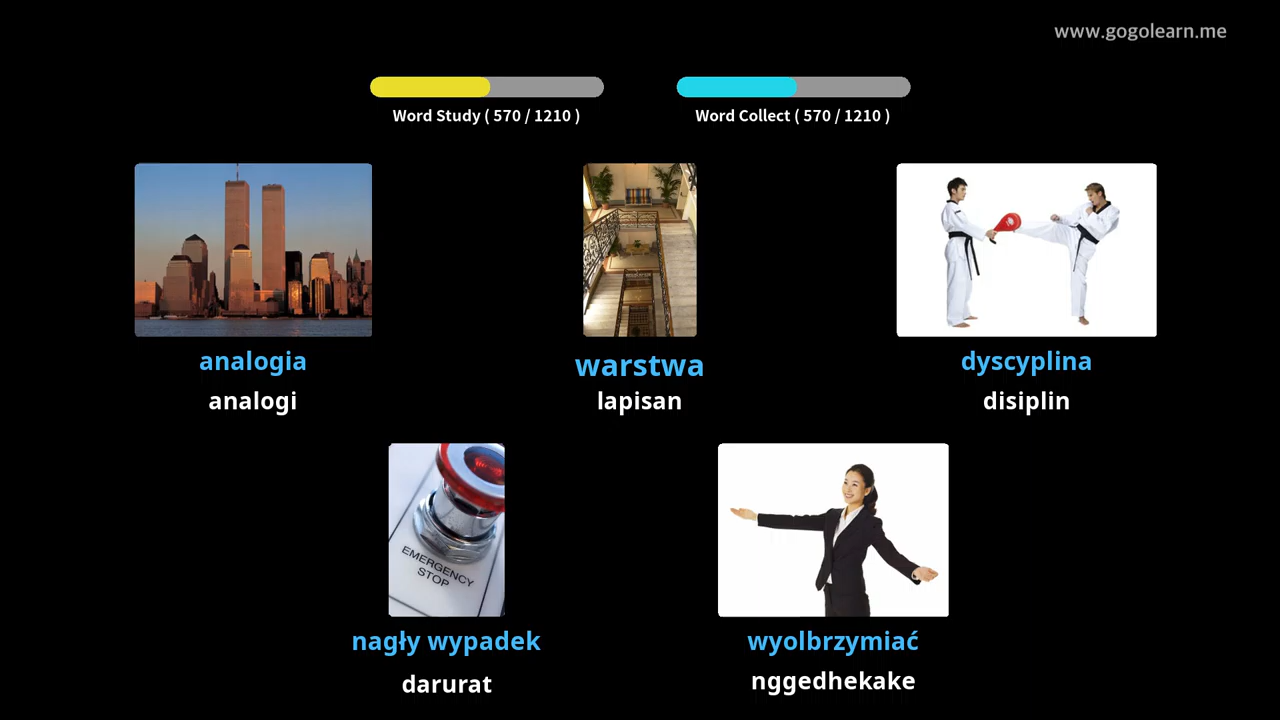 www.gogolearn.me
Word Study ( 570 / 1210 )
Word Collect ( 570 / 1210 )
analogia
analogi
warstwa
lapisan
dyscyplina
disiplin
EMERGENCY
STOP
nagły wypadek
darurat
wyolbrzymiać
nggedhekake